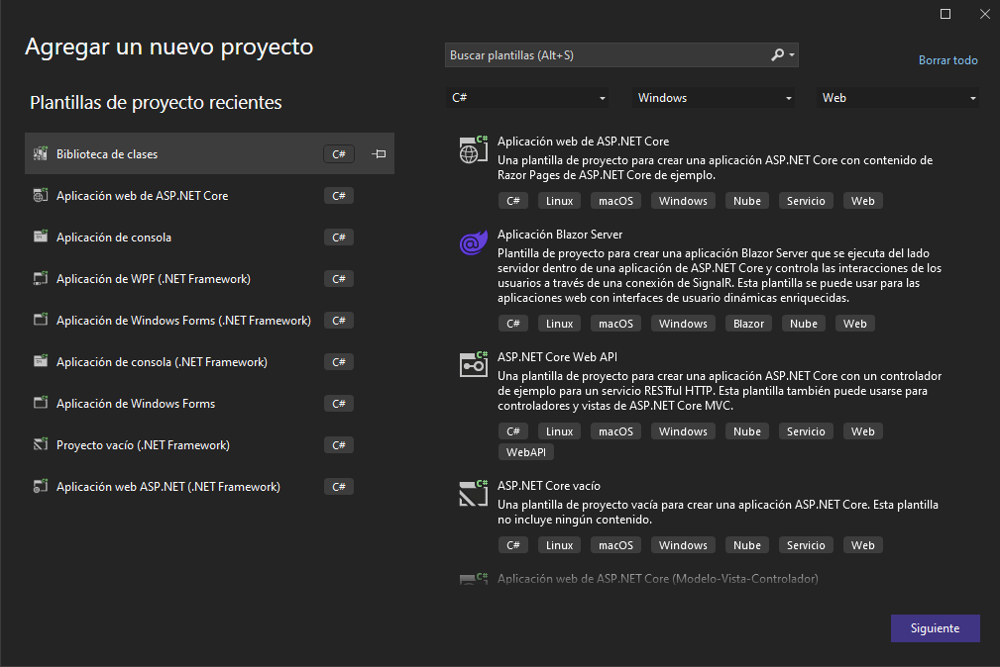 Agregar un nuevo proyecto
Buscar plantillas (Alt+S)
Borrar todo
Plantillas de proyecto recientes
C#
Windows
Web
Biblioteca de clases C#
Aplicación web de ASP.NET Core C#
Aplicación de consola C#
Aplicación de WPF (.NET Framework) C#
Aplicación de Windows Forms (.NET Framework) C#
Aplicación de consola (.NET Framework) C#
Aplicación de Windows Forms C#
Proyecto vacío (.NET Framework) C#
Aplicación web ASP.NET (.NET Framework) C#
Aplicación web de ASP.NET Core
Una plantilla de proyecto para crear una aplicación ASP.NET Core con contenido de
Razor Pages de ASP.NET Core de ejemplo.
C# Linux macOS Windows Nube Servicio Web
Aplicación Blazor Server
Plantilla de proyecto para crear una aplicación Blazor Server que se ejecuta del lado
servidor dentro de una aplicación de ASP.NET Core y controla las interacciones de los
usuarios a través de una conexión de SignalR. Esta plantilla se puede usar para las
aplicaciones web con interfaces de usuario dinámicas enriquecidas.
C# Linux macOS Windows Blazor Nube Web
ASP.NET Core Web API
Una plantilla de proyecto para crear una aplicación ASP.NET Core con un controlador
de ejemplo para un servicio RESTful HTTP. Esta plantilla también puede usarse para
controladores y vistas de ASP.NET Core MVC.
C# Linux macOS Windows Nube Servicio Web
WebAPI
ASP.NET Core vacío
Una plantilla de proyecto vacía para crear una aplicación ASP.NET Core. Esta plantilla
no incluye ningún contenido.
C# Linux macOS Windows Nube Servicio Web
Aplicación web de ASP.NET Core (Modelo-Vista-Controlador)
Siguiente